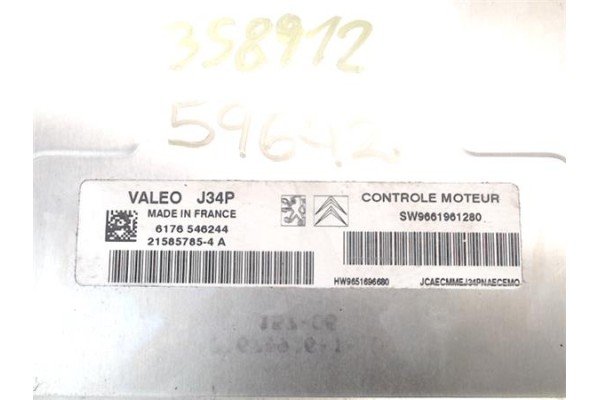 358912
59642.
VALEO J34P
MADE IN FRANCE
6176 546244
21585785-4 A
CONTROLE MOTEUR
SW9661961280
HW9651696680
JCAECMMEJ34PNAECEMO